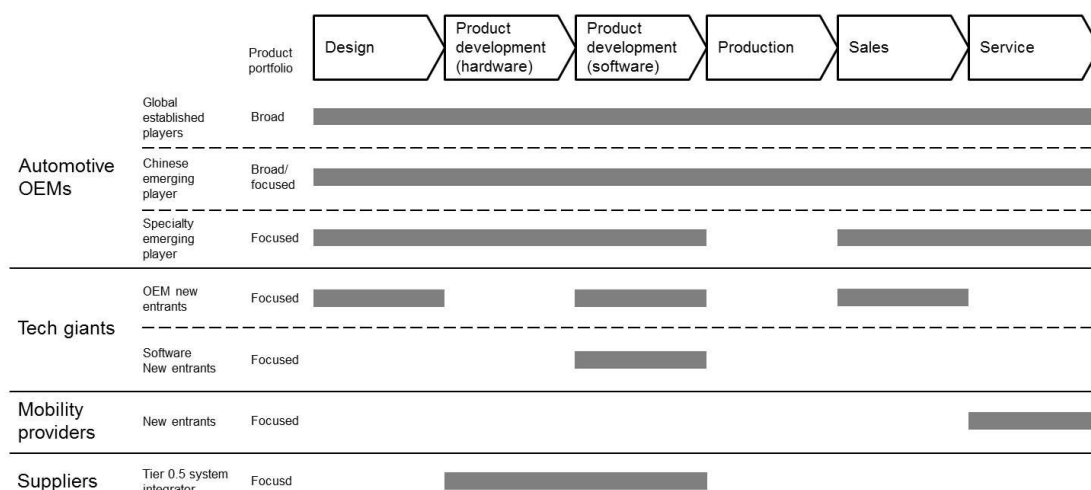 Product
portfolio
Design
Product
development
(hardware)
Product
development
(software)
Production
Sales
Service
Automotive
OEMs
Global
established
players
Broad
Chinese
emerging
player
Broad/
focused
Specialty
emerging
player
Focused
Tech giants
OEM new
entrants
Focused
Software
New entrants
Focused
Mobility
providers
New entrants
Focused
Suppliers
Tier 0.5 system
integrator
Focusd